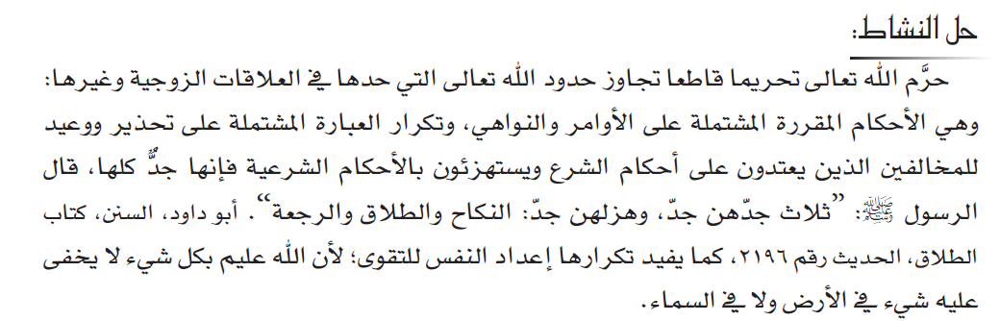 حل النشاط:
حرَّم الله تعالى تحريما قاطعا تجاوز حدود الله تعالى التي حدها في العلاقات الزوجية وغيرها:
وهي الأحكام المقررة المشتملة على الأوامر والنواهي، وتكرار العبارة المشتملة على تحذير ووعيد
للمخالفين الذين يعتدون على أحكام الشرع ويستهزئون بالأحكام الشرعية فإنها جدٌّ كلها، قال
الرسول ﷺ: ”ثلاث جدّهن جدّ، وهزلهن جدّ: النكاح والطلاق والرجعة“. أبو داود، السنن، كتاب
الطلاق، الحديث رقم ٢١٩٦، كما يفيد تكرارها إعداد النفس للتقوى؛ لأن الله عليم بكل شيء لا يخفى
عليه شيء في الأرض ولا في السماء.